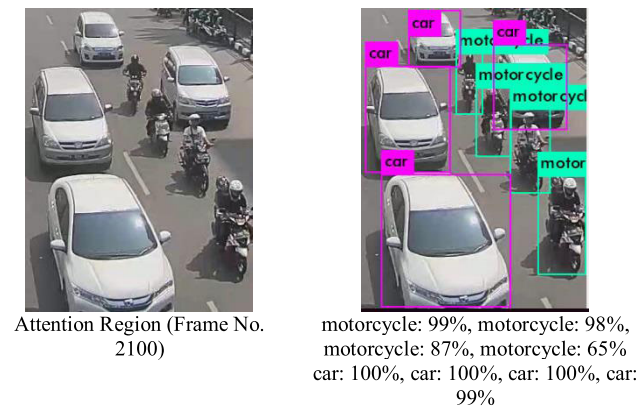 car
car
motorcycle
car
motorcycle
motorcycl
car
motor
Attention Region (Frame No.
2100)
motorcycle: 99%, motorcycle: 98%,
motorcycle: 87%, motorcycle: 65%
car: 100%, car: 100%, car: 100%, car:
99%